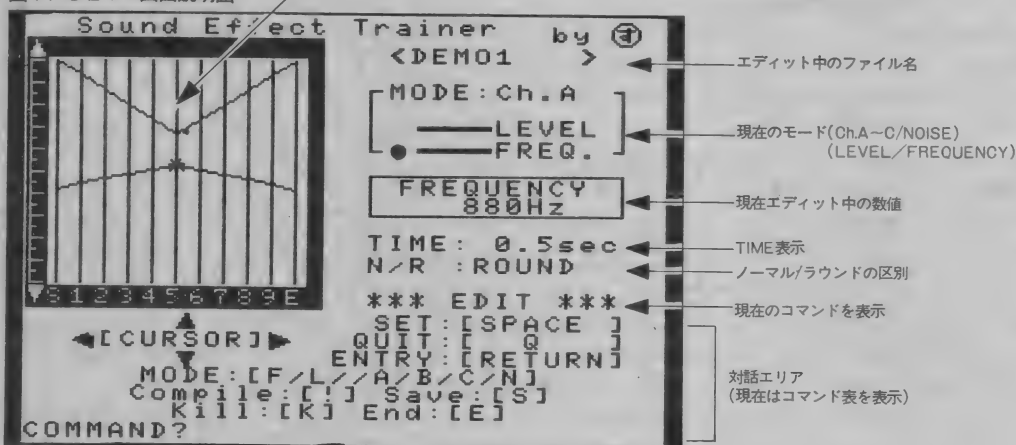 Sound Effect Trainer by す
<DEMO1 >
MODE:Ch.A
LEVEL
FREQ.
FREQUENCY
880Hz
TIME: 0.5sec
N/R :ROUND
S123456789E
*** EDIT ***
[CURSOR]
SET:[SPACE ]
QUIT:[ Q ]
ENTRY:[RETURN]
MODE:[F/L//A/B/C/N]
Compile:[!] Save:[S]
Kill:[K] End:[E]
COMMAND?
エディット中のファイル名
現在のモード(Ch.A～C/NOISE)
(LEVEL／FREQUENCY)
現在エディット中の数値
TIME表示
ノーマル/ラウンドの区別
現在のコマンドを表示
対話エリア
(現在はコマンド表を表示)